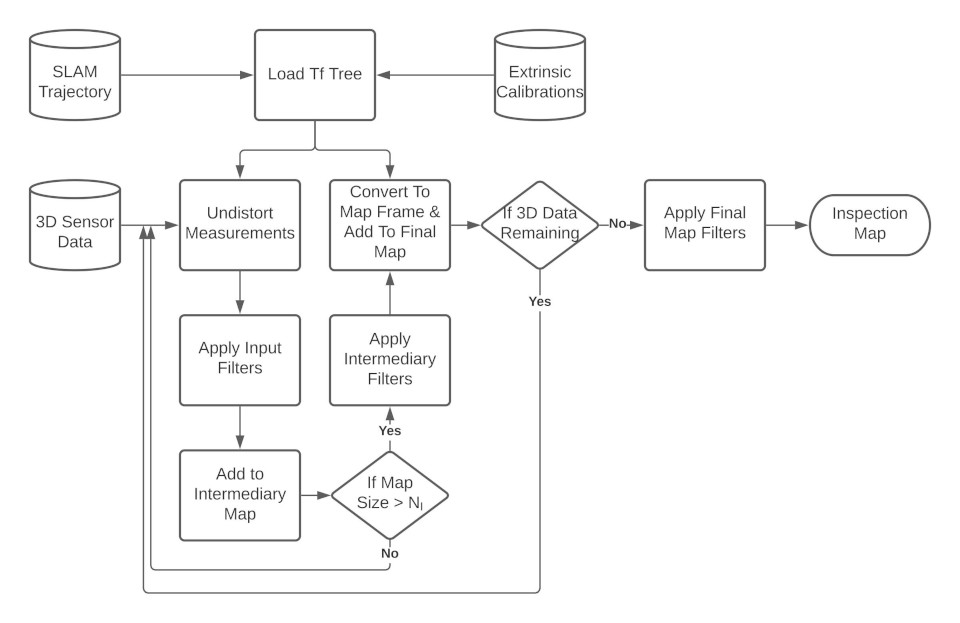 SLAM
Trajectory
Load Tf Tree
Extrinsic
Calibrations
3D Sensor
Data
Undistort
Measurements
Convert To
Map Frame &
Add To Final
Map
If 3D Data
Remaining
No
Apply Final
Map Filters
Inspection
Map
Yes
Apply Input
Filters
Apply
Intermediary
Filters
Yes
Add to
Intermediary
Map
If Map
Size > NI
No